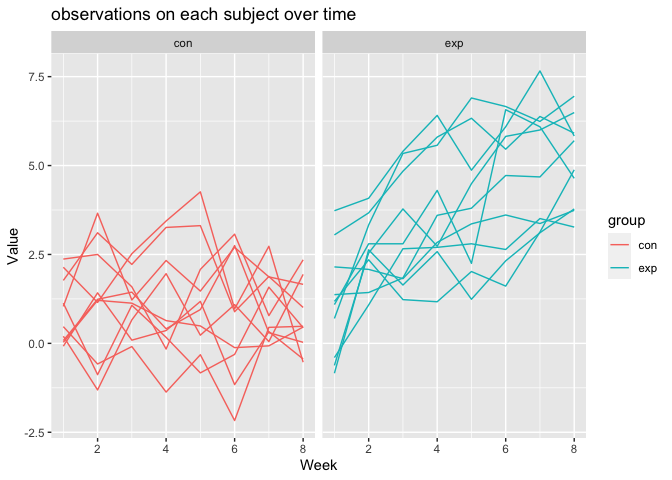 observations on each subject over time
con exp
7.5
5.0
2.5
0.0
-2.5
Value
2 4 6 8 2 4 6 8
Week
group
con
exp